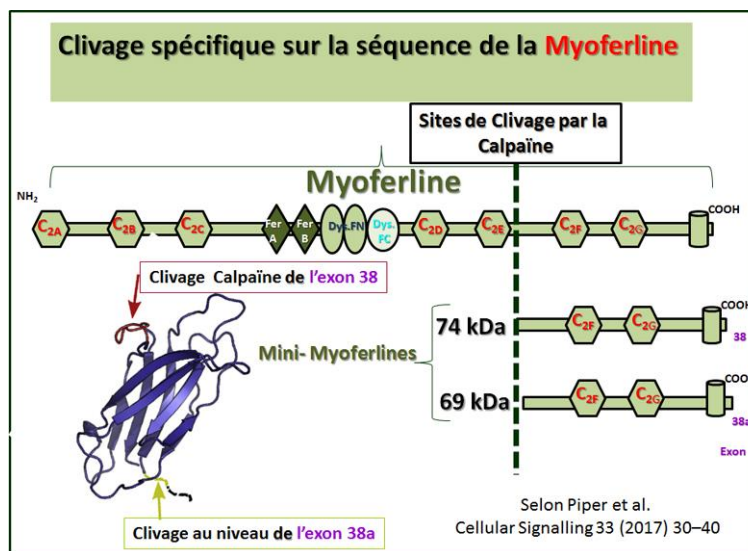 Clivage spécifique sur la séquence de la Myoferline
Sites de Clivage par la
Calpaïne
Myoferline
NH2
COOH
C2A
C2B
C2C
Fer A
Fer B
Dys.FN
Dys. FC
C2D
C2E
C2F
C2G
Clivage Calpaïne de l'exon 38
Mini- Myoferlines
74 kDa
C2F
C2G
COOH
38
69 kDa
C2F
C2G
COO
38a
Exon
Clivage au niveau de l'exon 38a
Selon Piper et al.
Cellular Signalling 33 (2017) 30–40